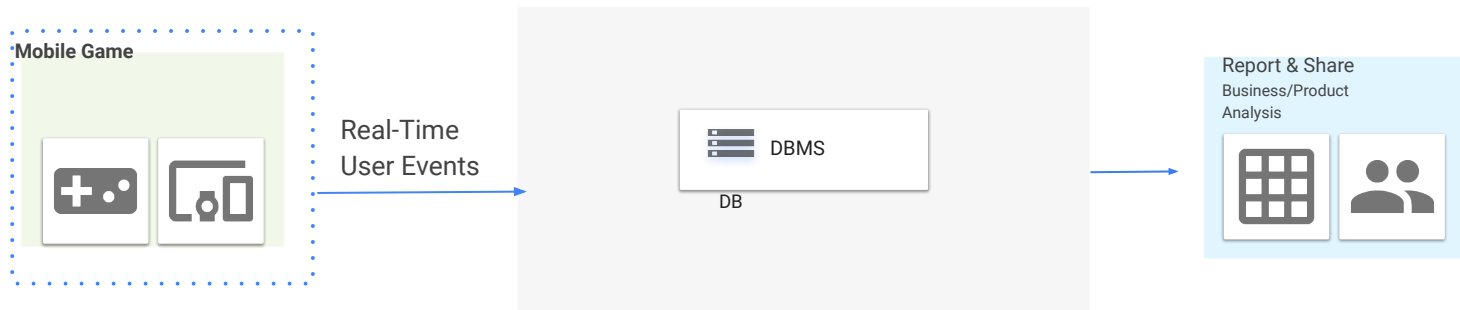 Mobile Game
Real-Time
User Events
DBMS
DB
Report & Share
Business/Product
Analysis